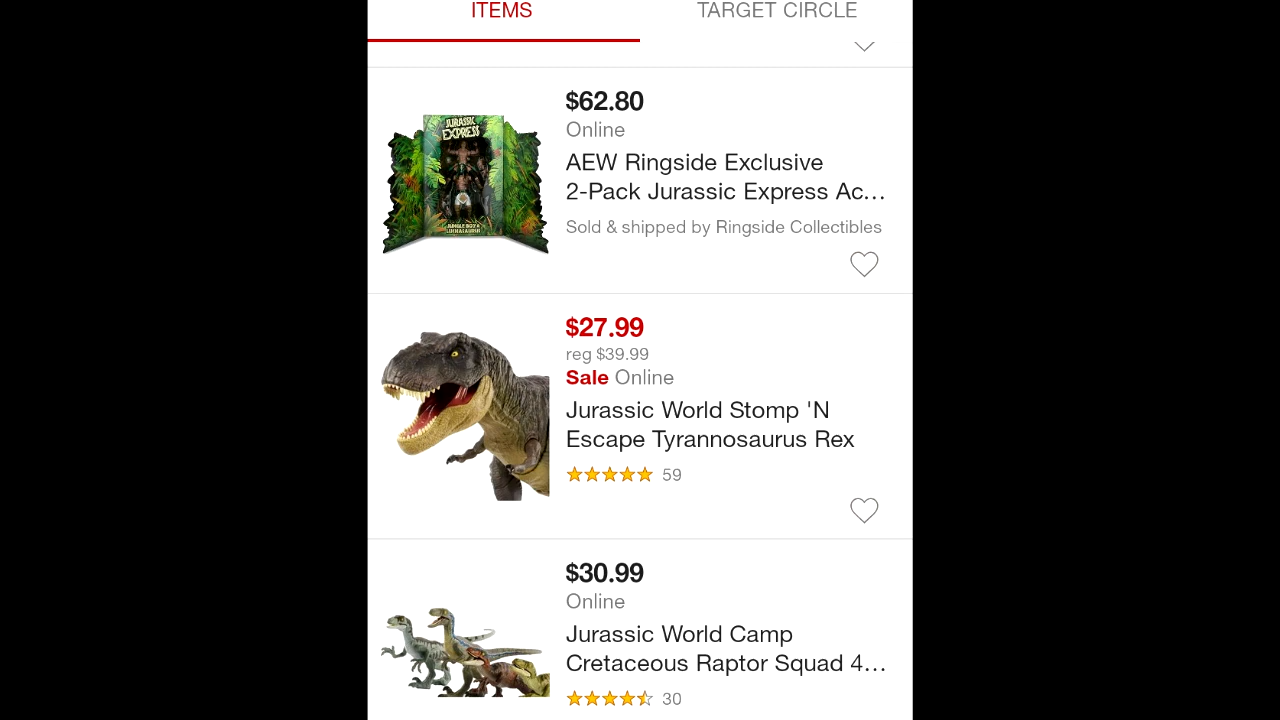 ITEMS
TARGET CIRCLE
$62.80
Online
AEW Ringside Exclusive
2-Pack Jurassic Express Ac...
Sold & shipped by Ringside Collectibles
JURASSIC
EXPRESS
$27.99
reg $39.99
Sale Online
Jurassic World Stomp 'N
Escape Tyrannosaurus Rex
59
$30.99
Online
Jurassic World Camp
Cretaceous Raptor Squad 4...
30